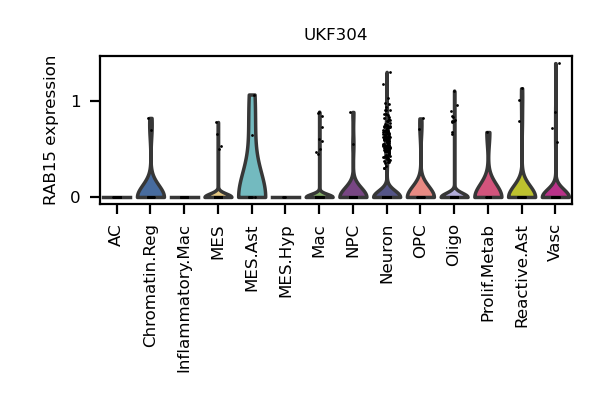 UKF304
RAB15 expression
1
0
AC
Chromatin.Reg
Inflammatory.Mac
MES
MES.Ast
MES.Hyp
Mac
NPC
Neuron
OPC
Oligo
Prolif.Metab
Reactive.Ast
Vasc